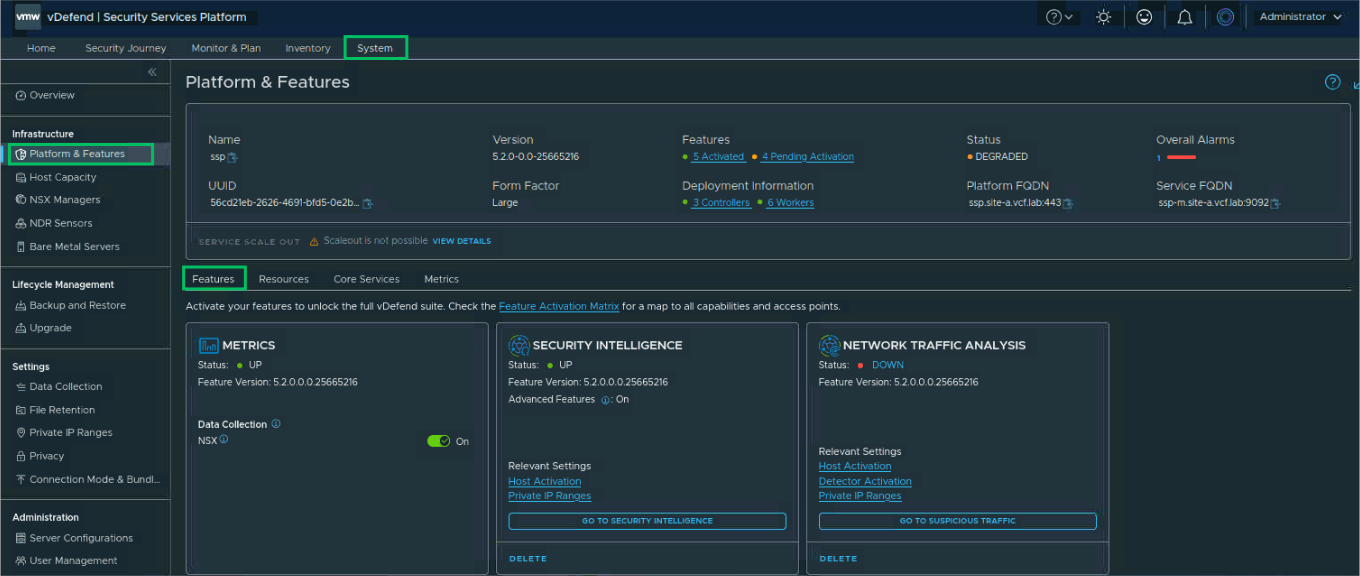 vmw vDefend | Security Services Platform
Administrator
Home Security Journey Monitor & Plan Inventory System
Overview
Infrastructure
Platform & Features
Host Capacity
NSX Managers
NDR Sensors
Bare Metal Servers
Lifecycle Management
Backup and Restore
Upgrade
Settings
Data Collection
File Retention
Private IP Ranges
Privacy
Connection Mode & Bundl...
Administration
Server Configurations
User Management
Platform & Features
Name Version Features Status Overall Alarms
ssp 5.2.0-0.0-25665216 5 Activated 4 Pending Activation DEGRADED 1
UUID Form Factor Deployment Information Platform FQDN Service FQDN
56cd21eb-2626-4691-bfd5-0e2b... Large 3 Controllers 6 Workers ssp.site-a.vcf.lab:443 ssp-m.site-a.vcf.lab:9092
SERVICE SCALE OUT Scaleout is not possible VIEW DETAILS
Features Resources Core Services Metrics
Activate your features to unlock the full vDefend suite. Check the Feature Activation Matrix for a map to all capabilities and access points.
METRICS
Status: UP
Feature Version: 5.2.0.0.0.25665216
Data Collection
NSX On
SECURITY INTELLIGENCE
Status: UP
Feature Version: 5.2.0.0.0.25665216
Advanced Features : On
Relevant Settings
Host Activation
Private IP Ranges
GO TO SECURITY INTELLIGENCE
DELETE
NETWORK TRAFFIC ANALYSIS
Status: DOWN
Feature Version: 5.2.0.0.0.25665216
Relevant Settings
Host Activation
Detector Activation
Private IP Ranges
GO TO SUSPICIOUS TRAFFIC
DELETE